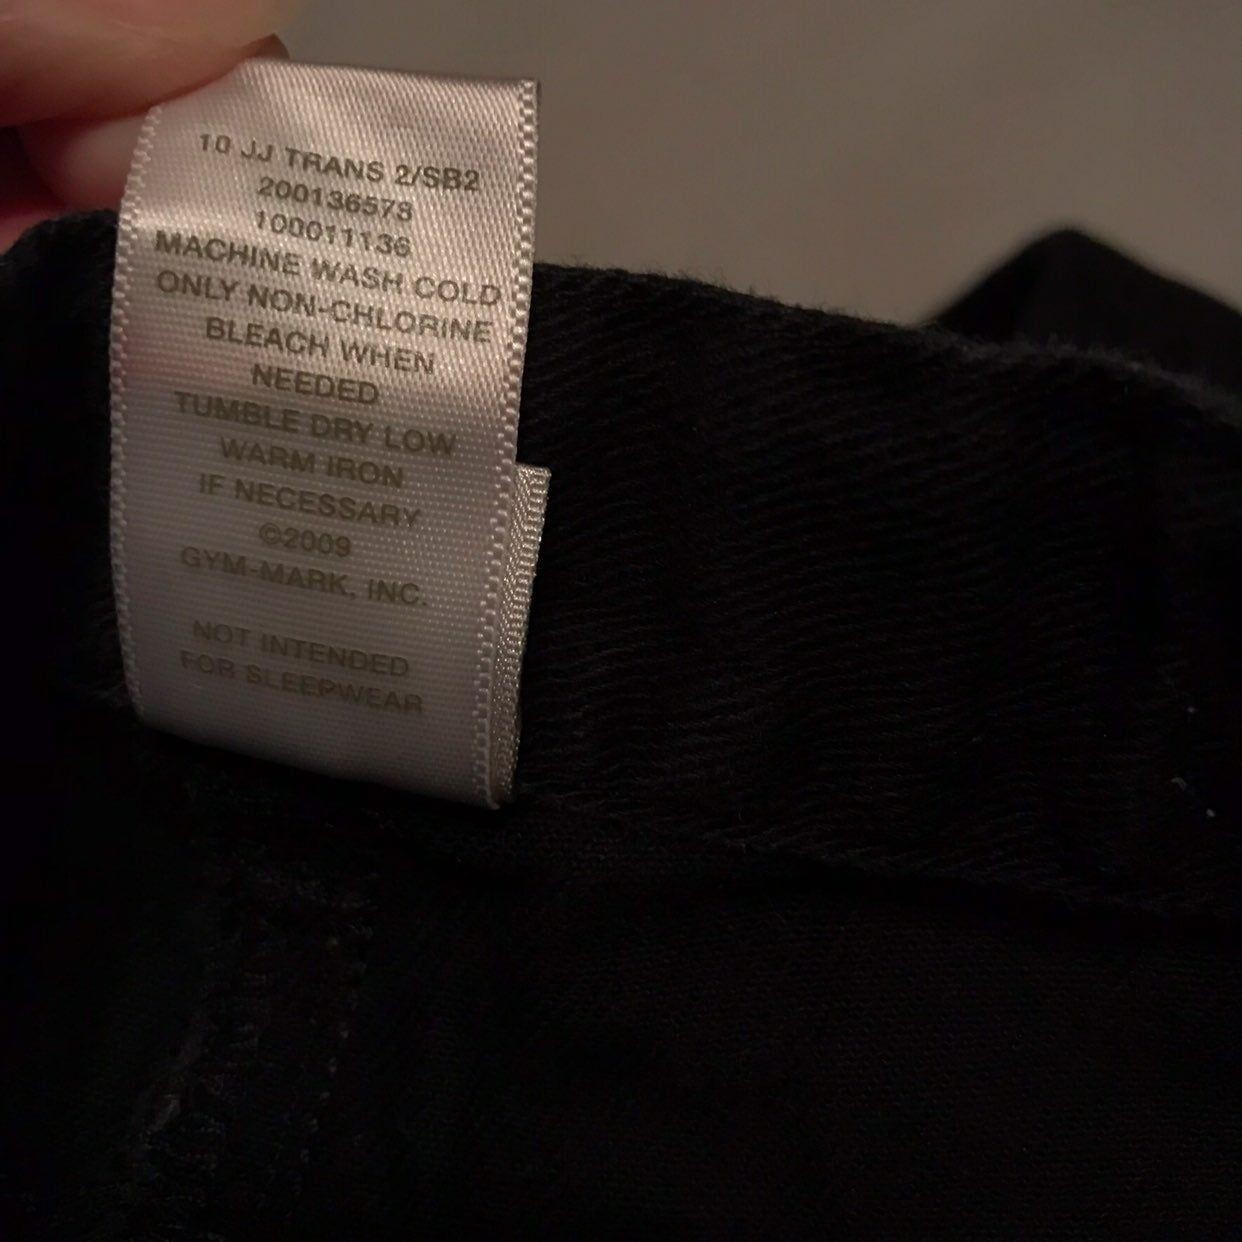 10 JJ TRANS 2/SB2
200136573
100011136
MACHINE WASH COLD
ONLY NON-CHLORINE
BLEACH WHEN
NEEDED
TUMBLE DRY LOW
WARM IRON
IF NECESSARY
©2009
GYM-MARK, INC.
NOT INTENDED
FOR SLEEPWEAR